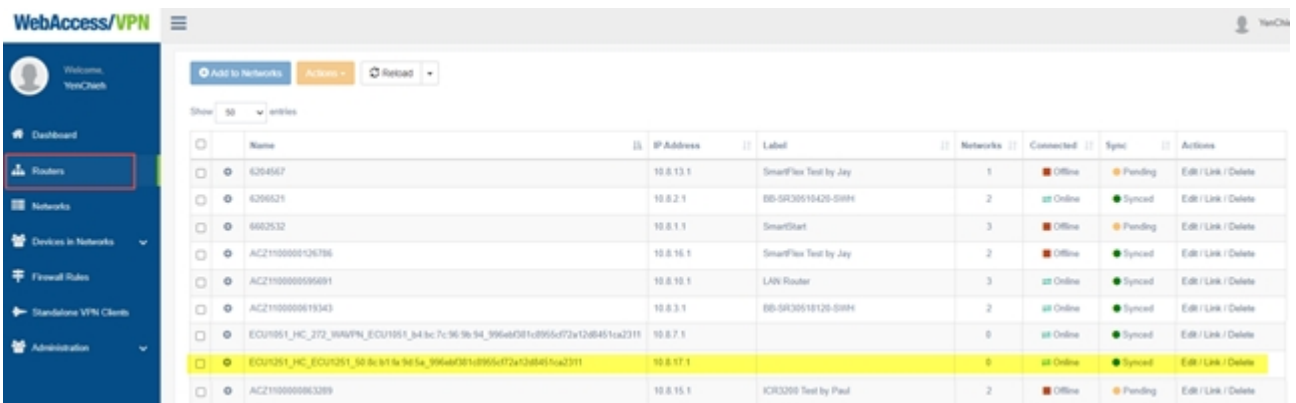 WebAccess/VPN
YenChie
Welcome,
YenChieh
Dashboard
Routers
Networks
Devices in Networks
Firewall Rules
Standalone VPN Clients
Administration
Add to Networks Actions Reload
Show 50 entries
Name IP Address Label Networks Connected Sync Actions
6204567 10.8.13.1 SmartFlex Test by Jay 1 Offline Pending Edit / Link / Delete
6206521 10.8.2.1 BB-SR30510420-SWH 2 Online Synced Edit / Link / Delete
6602532 10.8.1.1 SmartStart 3 Offline Pending Edit / Link / Delete
ACZ1100000126786 10.8.16.1 SmartFlex Test by Jay 2 Offline Synced Edit / Link / Delete
ACZ1100000595691 10.8.10.1 LAN Router 3 Online Synced Edit / Link / Delete
ACZ1100000619343 10.8.3.1 BB-SR30518120-SWH 2 Online Synced Edit / Link / Delete
10.8.7.1 0 Online Synced Edit / Link / Delete
10.8.17.1 0 Online Synced Edit / Link / Delete
ACZ1100000863289 10.8.15.1 ICR3200 Test by Paul 2 Offline Pending Edit / Link / Delete